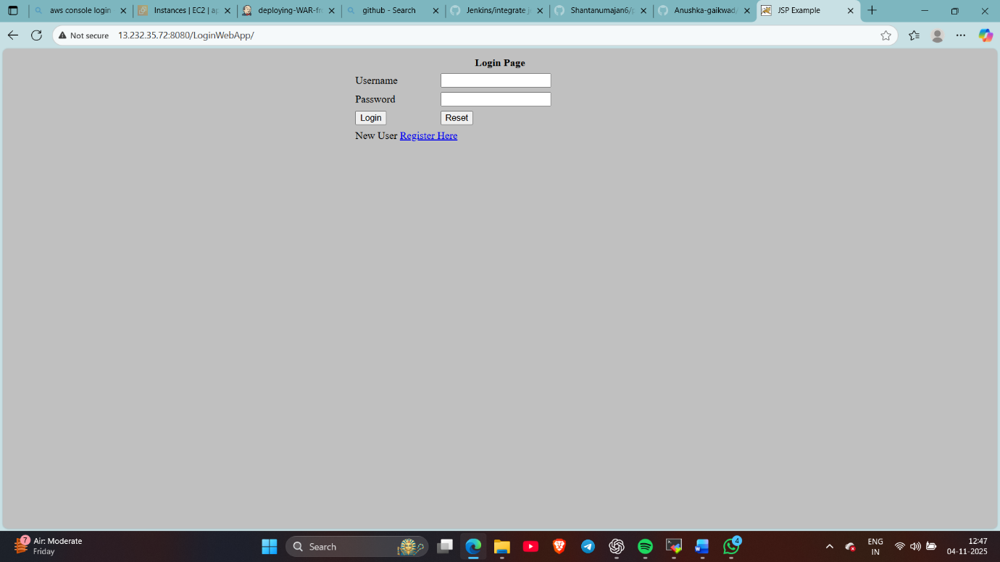 aws console login
Instances | EC2 | ap
deploying-WAR-fr
github - Search
Jenkins/integrate j
Shantanumajan6/p
Anushka-gaikwad/
JSP Example
Not secure 13.232.35.72:8080/LoginWebApp/
Login Page
Username
Password
Login Reset
New User Register Here
7
Air: Moderate
Friday
Search
4
ENG
IN
12:47
04-11-2025